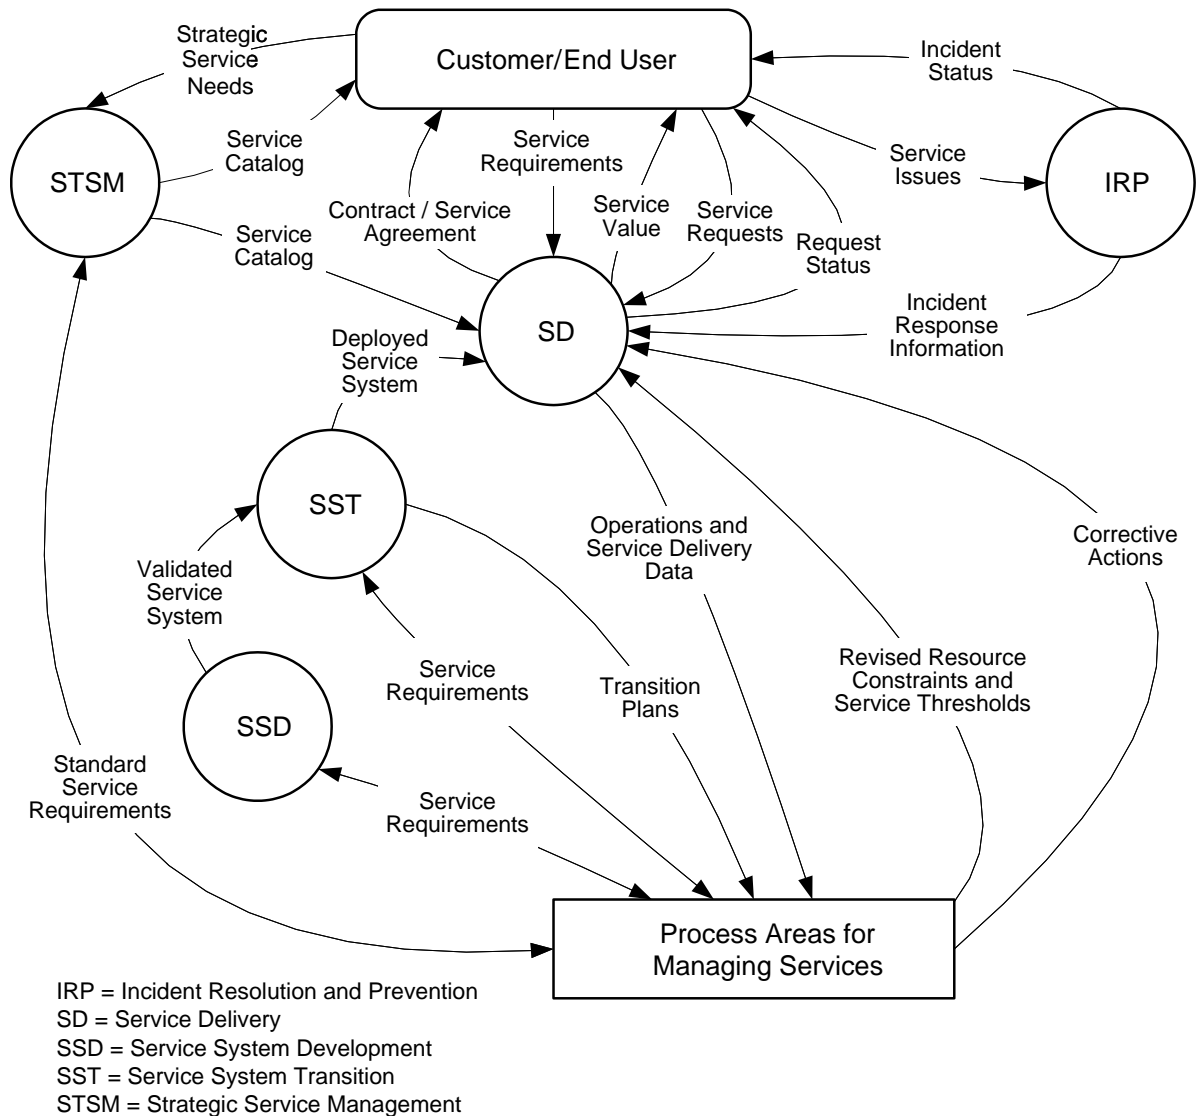 Strategic
Service
Needs
Customer/End User
Incident
Status
STSM
Service
Catalog
Service
Requirements
Service
Issues
IRP
Contract / Service
Agreement
Service
Value
Service
Requests
Request
Status
Service
Catalog
SD
Incident
Response
Information
Deployed
Service
System
SST
Operations and
Service Delivery
Data
Corrective
Actions
Validated
Service
System
Service
Requirements
Transition
Plans
Revised Resource
Constraints and
Service Thresholds
SSD
Standard
Service
Requirements
Service
Requirements
Process Areas for
Managing Services
IRP = Incident Resolution and Prevention
SD = Service Delivery
SSD = Service System Development
SST = Service System Transition
STSM = Strategic Service Management